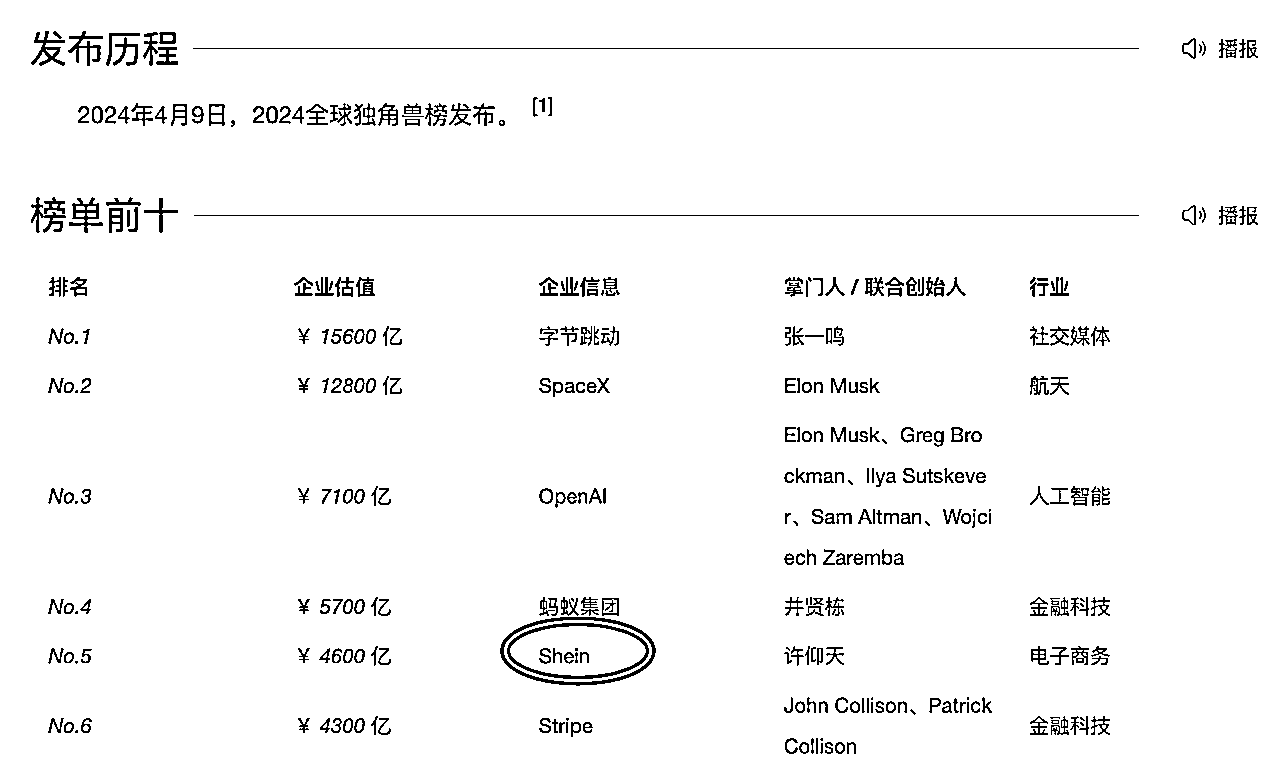 发布历程
播报
2024年4月9日，2024全球独角兽榜发布。 [1]
榜单前十
播报
排名 企业估值 企业信息 掌门人 / 联合创始人 行业
No.1 ¥ 15600 亿 字节跳动 张一鸣 社交媒体
No.2 ¥ 12800 亿 SpaceX Elon Musk 航天
Elon Musk、Greg Bro
ckman、Ilya Sutskeve
No.3 ¥ 7100 亿 OpenAI 人工智能
r、Sam Altman、Wojci
ech Zaremba
No.4 ¥ 5700 亿 蚂蚁集团 井贤栋 金融科技
No.5 ¥ 4600 亿 Shein 许仰天 电子商务
John Collison、Patrick
No.6 ¥ 4300 亿 Stripe 金融科技
Collison